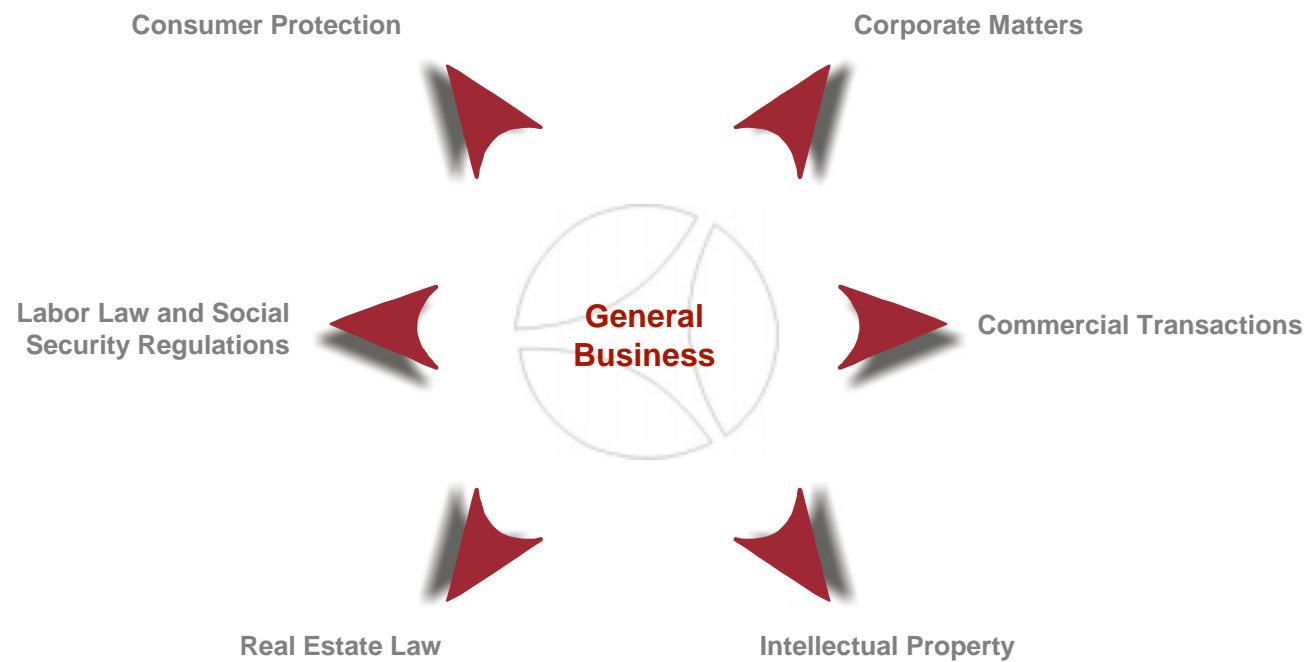 Consumer Protection
Corporate Matters
Labor Law and Social
Security Regulations
General
Business
Commercial Transactions
Real Estate Law
Intellectual Property